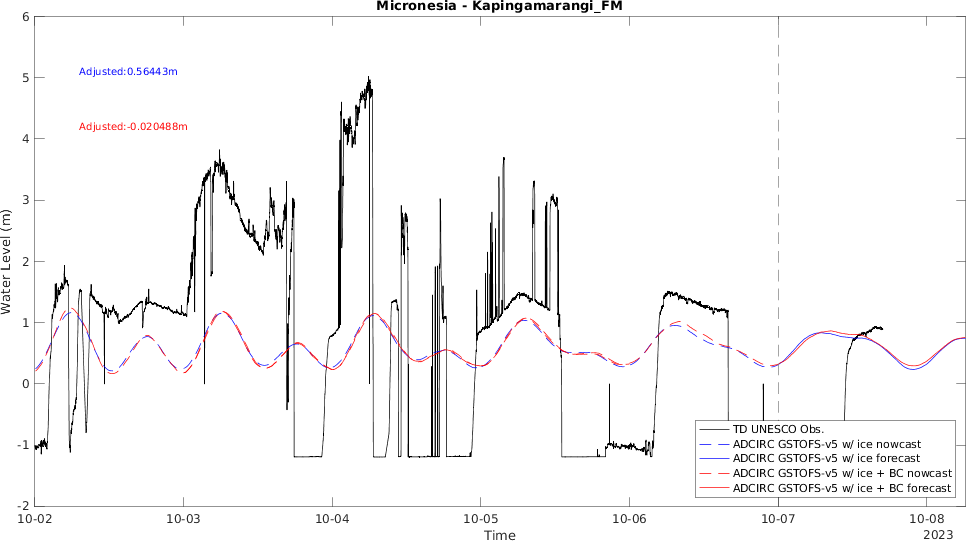 Micronesia - Kapingamarangi_FM
6
5
4
3
2
1
0
-1
-2
Water Level (m)
Adjusted:0.56443m
Adjusted:-0.020488m
TD UNESCO Obs.
ADCIRC GSTOFS-v5 w/ ice nowcast
ADCIRC GSTOFS-v5 w/ ice forecast
ADCIRC GSTOFS-v5 w/ ice + BC nowcast
ADCIRC GSTOFS-v5 w/ ice + BC forecast
10-02 10-03 10-04 10-05 10-06 10-07 10-08
Time
2023